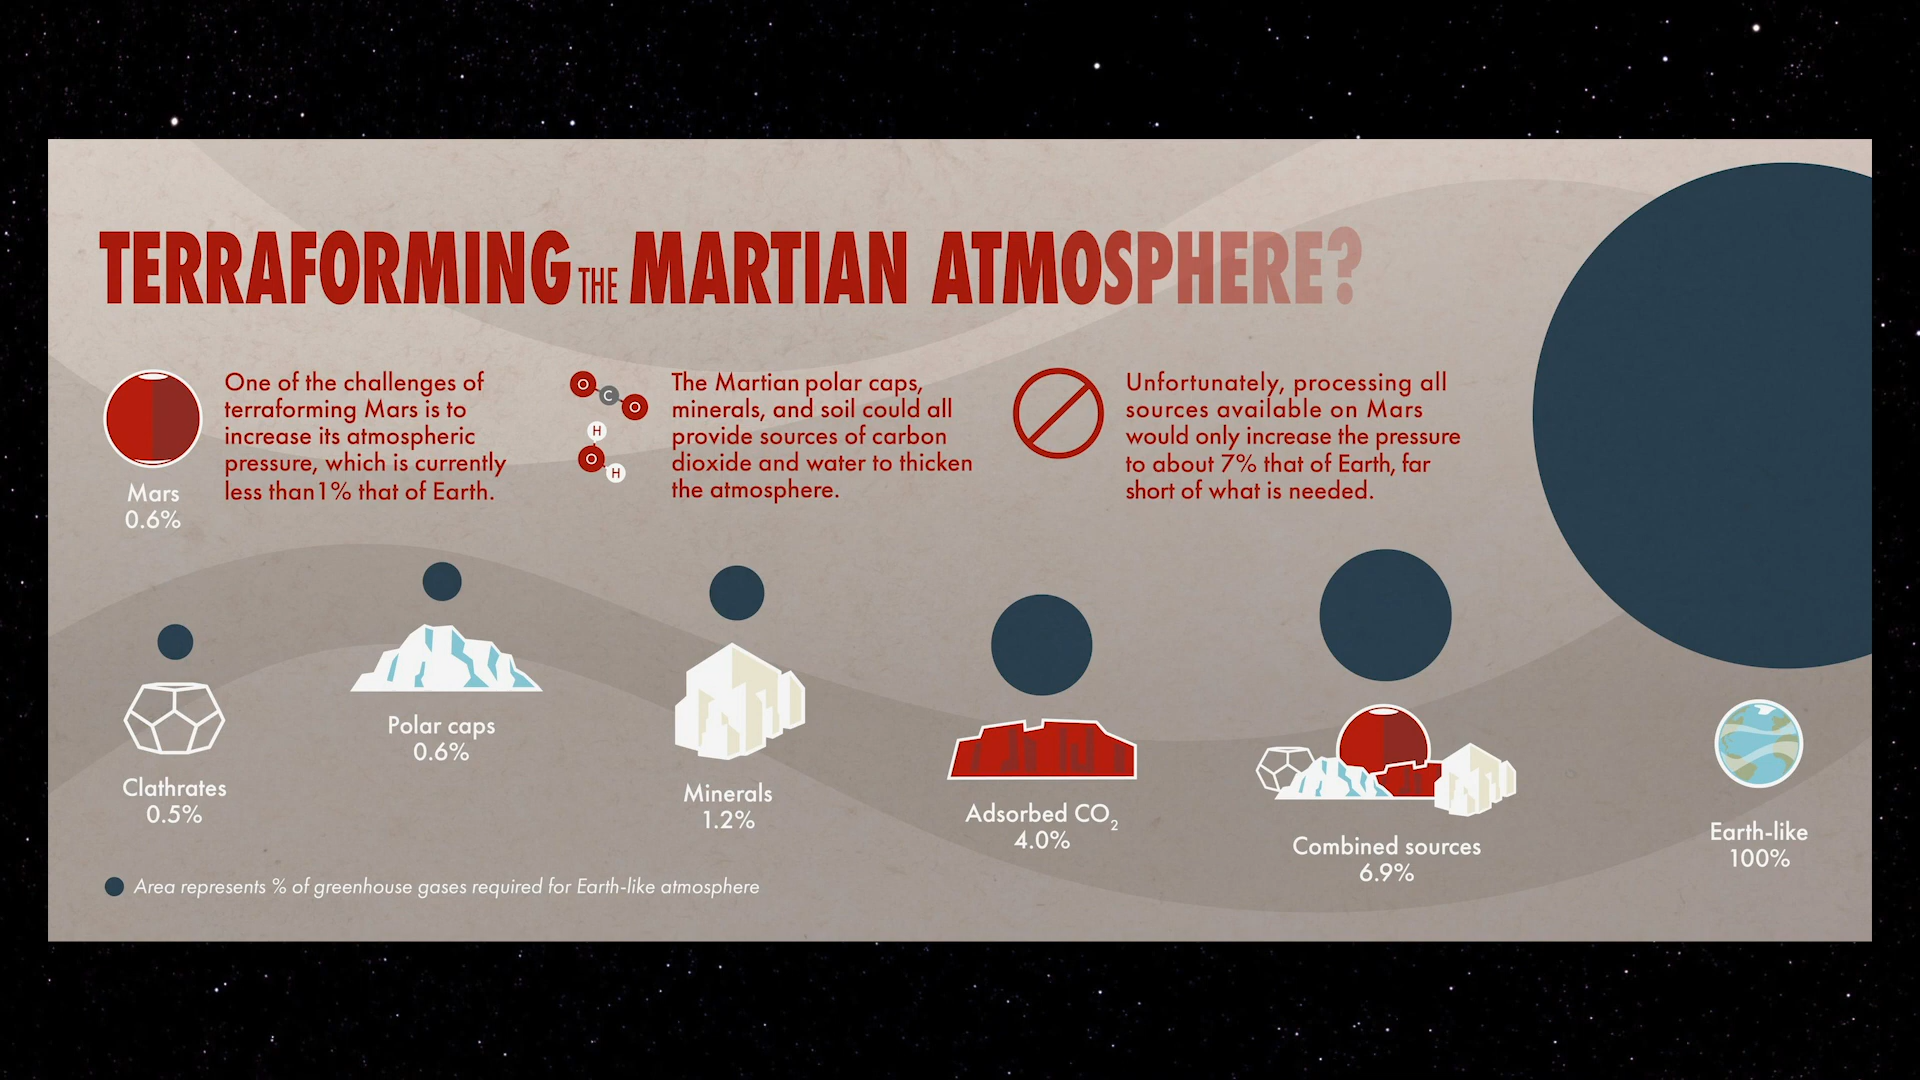 TERRAFORMING THE MARTIAN ATMOSPHERE?
Mars
0.6%
One of the challenges of
terraforming Mars is to
increase its atmospheric
pressure, which is currently
less than1% that of Earth.
O C O
H
O
H
The Martian polar caps,
minerals, and soil could all
provide sources of carbon
dioxide and water to thicken
the atmosphere.
Unfortunately, processing all
sources available on Mars
would only increase the pressure
to about 7% that of Earth, far
short of what is needed.
Clathrates
0.5%
Polar caps
0.6%
Minerals
1.2%
Adsorbed CO2
4.0%
Combined sources
6.9%
Earth-like
100%
Area represents % of greenhouse gases required for Earth-like atmosphere